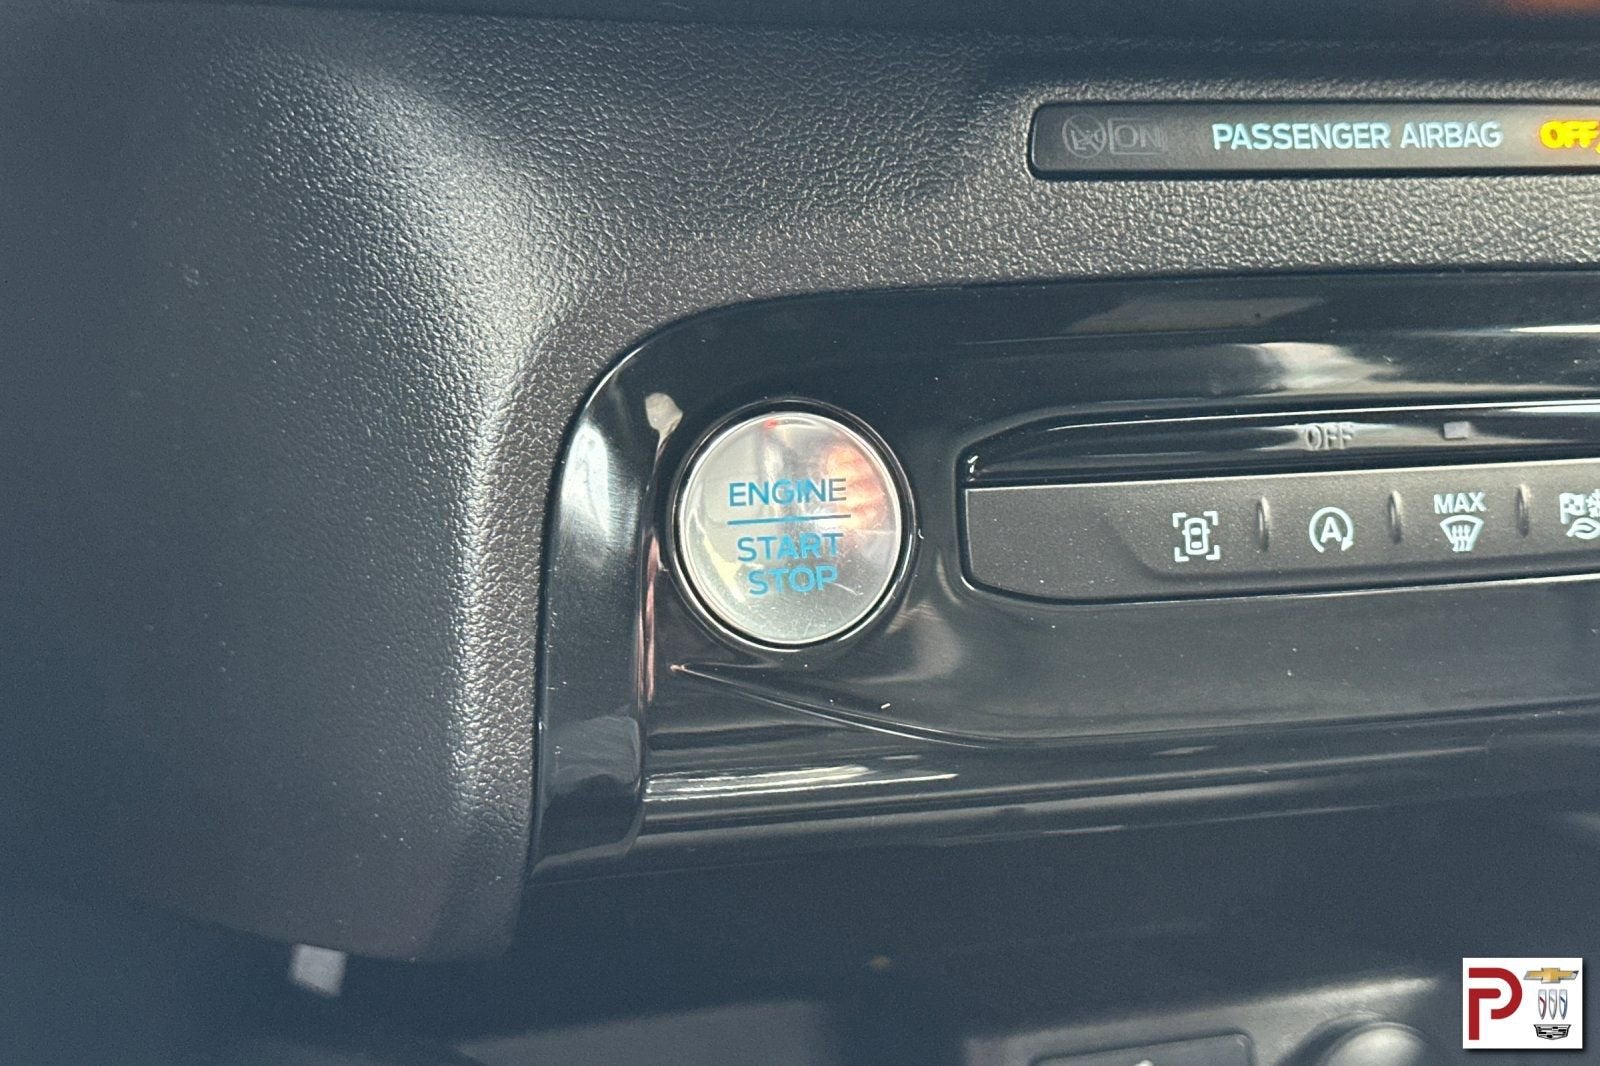 ON PASSENGER AIRBAG OFF
OFF
ENGINE
START
STOP
A
MAX
P